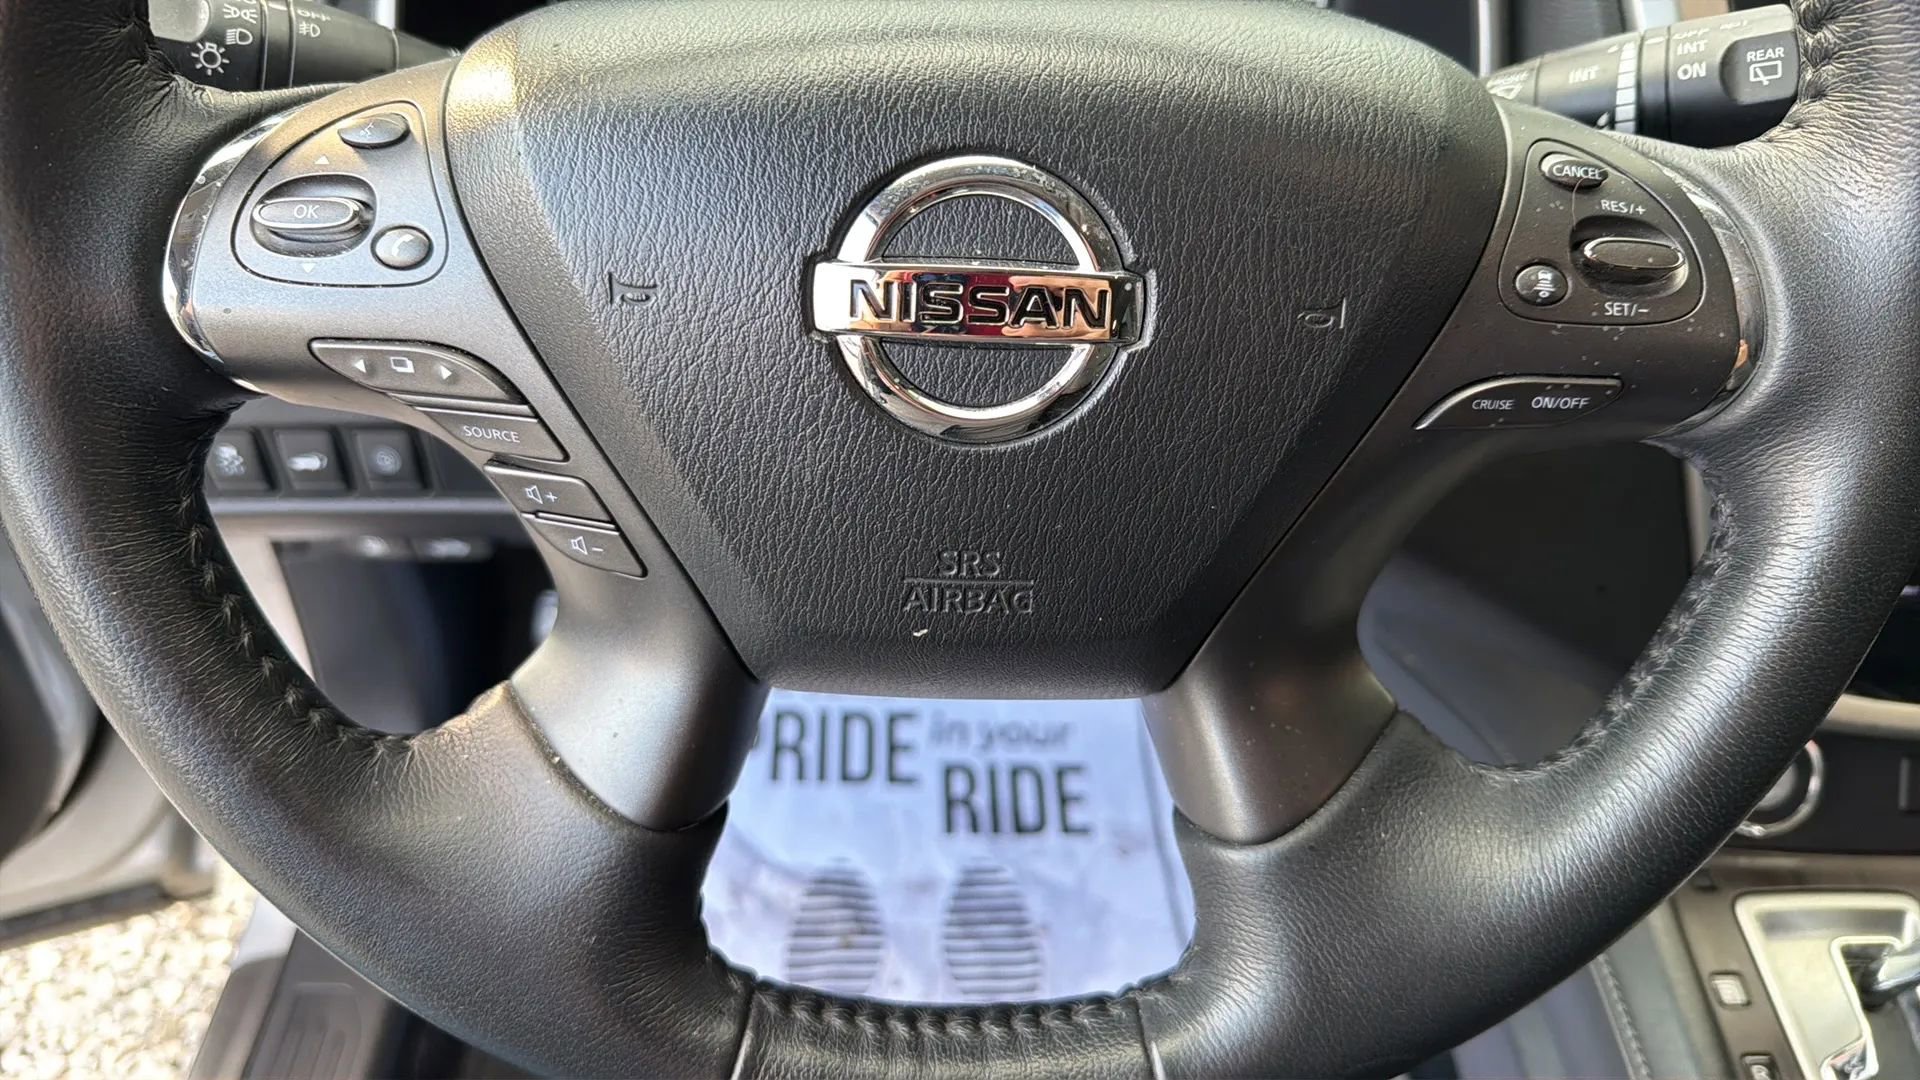 OFF
OFF
INT
INT
ON
REAR
OK
CANCEL
RES/+
SET/−
NISSAN
CRUISE ON/OFF
SOURCE
+
−
SRS
AIRBAG
PRIDE in your
RIDE